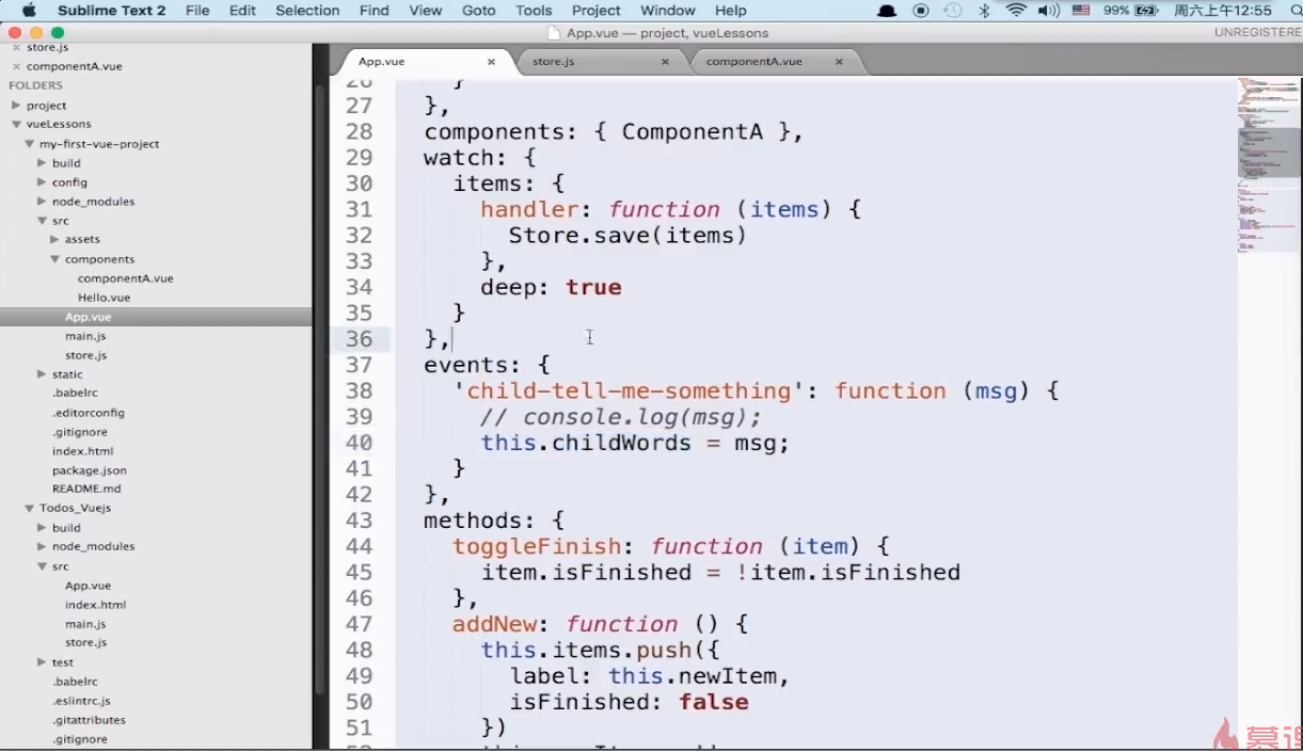 Sublime Text 2 File Edit Selection Find View Goto Tools Project Window Help 99% 周六上午12:55
App.vue — project, vueLessons UNREGISTERE
store.js
componentA.vue
FOLDERS
project
vueLessons
my-first-vue-project
build
config
node_modules
src
assets
components
componentA.vue
Hello.vue
App.vue
main.js
store.js
static
.babelrc
.editorconfig
.gitignore
index.html
package.json
README.md
Todos_Vuejs
build
node_modules
src
App.vue
index.html
main.js
store.js
test
.babelrc
.eslintrc.js
.gitattributes
.gitignore
App.vue × store.js × componentA.vue ×
26 }
27 },
28 components: { ComponentA },
29 watch: {
30 items: {
31 handler: function (items) {
32 Store.save(items)
33 },
34 deep: true
35 }
36 },
37 events: {
38 'child-tell-me-something': function (msg) {
39 // console.log(msg);
40 this.childWords = msg;
41 }
42 },
43 methods: {
44 toggleFinish: function (item) {
45 item.isFinished = !item.isFinished
46 },
47 addNew: function () {
48 this.items.push({
49 label: this.newItem,
50 isFinished: false
51 })